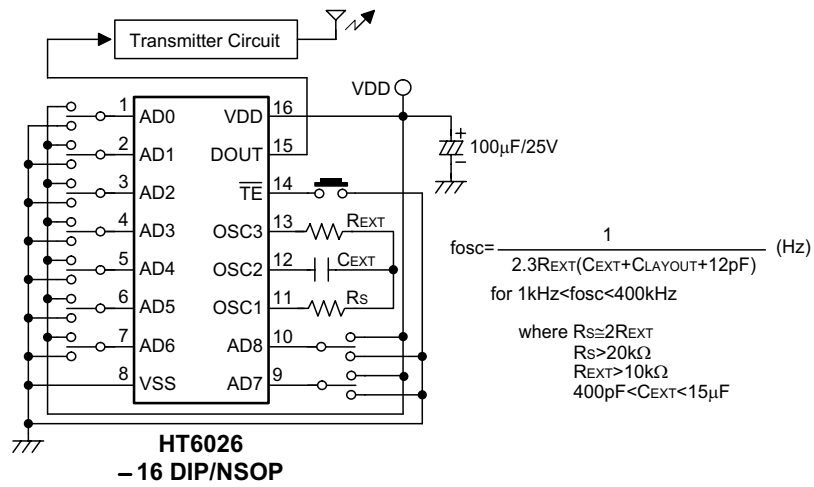 Transmitter Circuit
VDD
1 AD0 VDD 16
2 AD1 DOUT 15
3 AD2 TE 14
4 AD3 OSC3 13 REXT
5 AD4 OSC2 12 CEXT
6 AD5 OSC1 11 RS
7 AD6 AD8 10
8 VSS AD7 9
+
100μF/25V
−
fosc= 1 (Hz)
2.3REXT(CEXT+CLAYOUT+12pF)
for 1kHz<fosc<400kHz
where RS≅2REXT
RS>20kΩ
REXT>10kΩ
400pF<CEXT<15μF
HT6026
– 16 DIP/NSOP